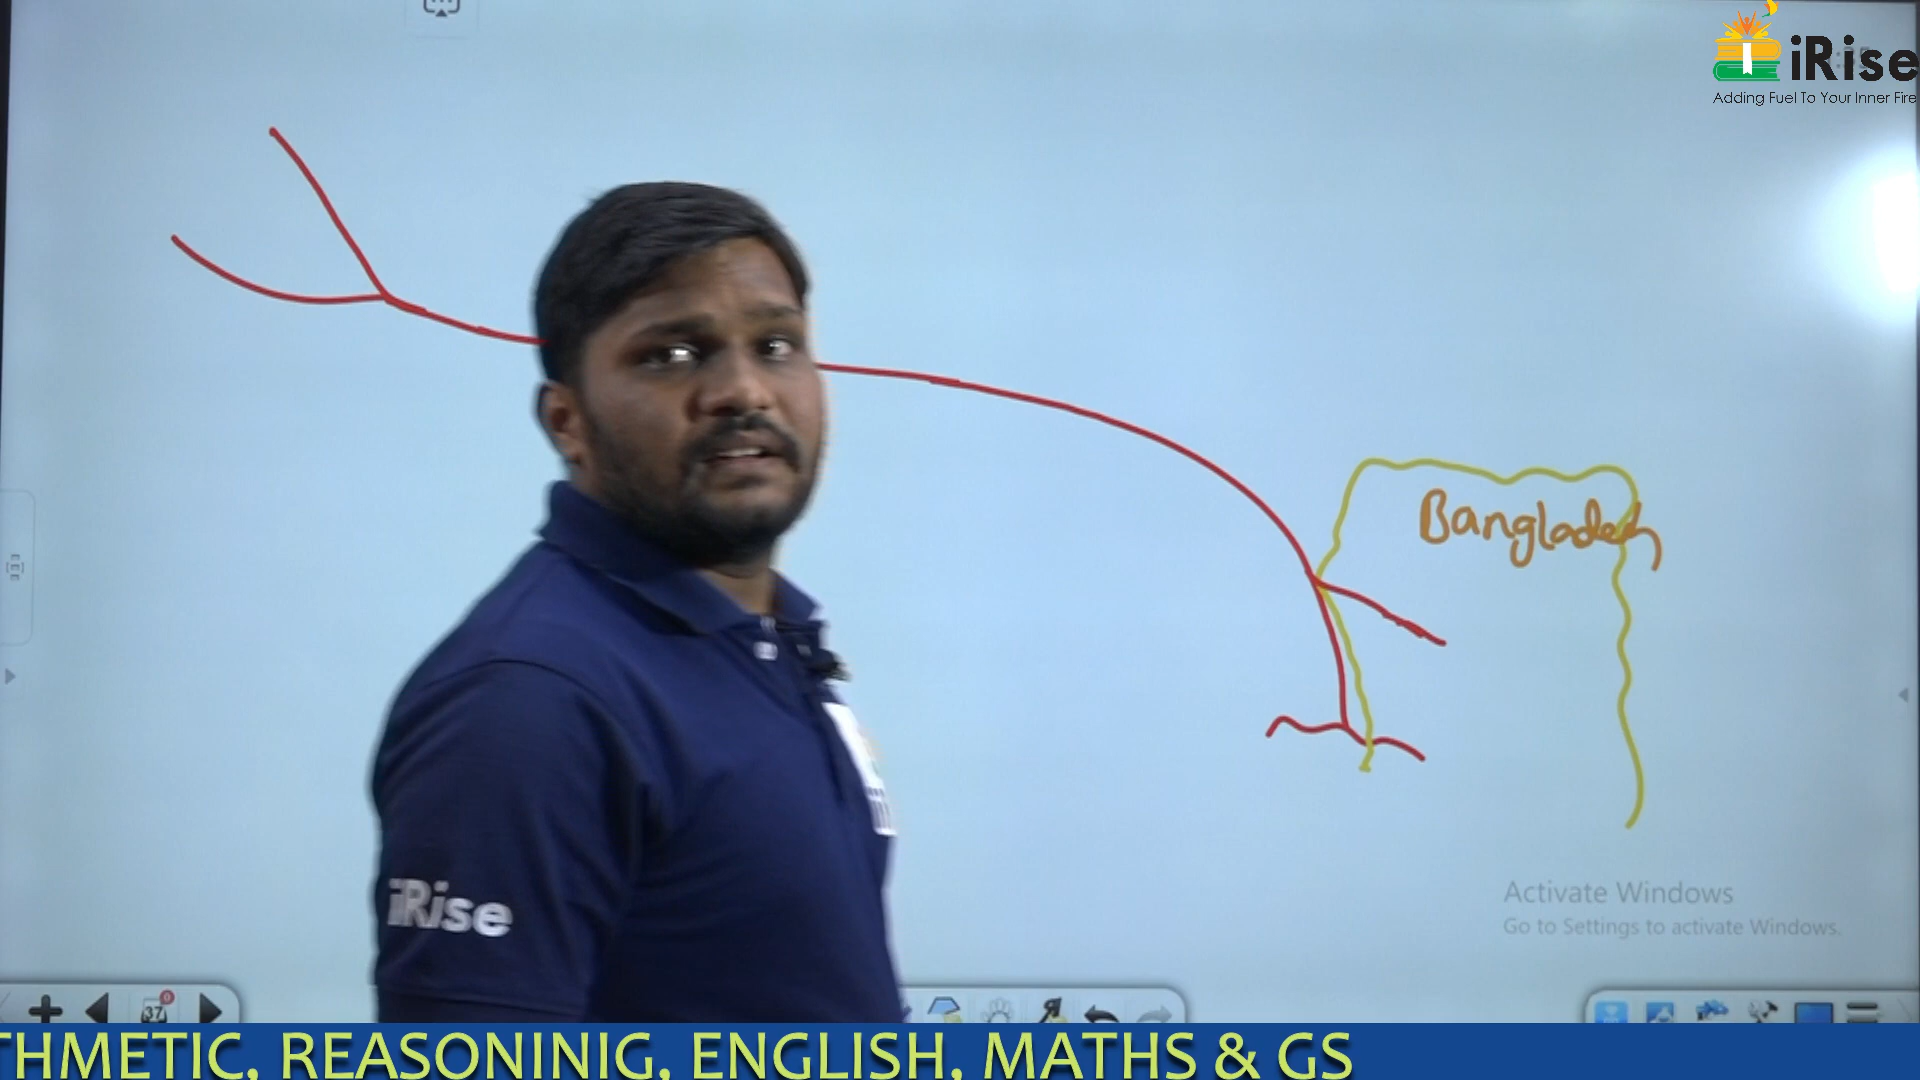 iRise
Adding Fuel To Your Inner Fire
Bangladesh
iRise
Activate Windows
Go to Settings to activate Windows.
37
THMETIC, REASONINIG, ENGLISH, MATHS & GS